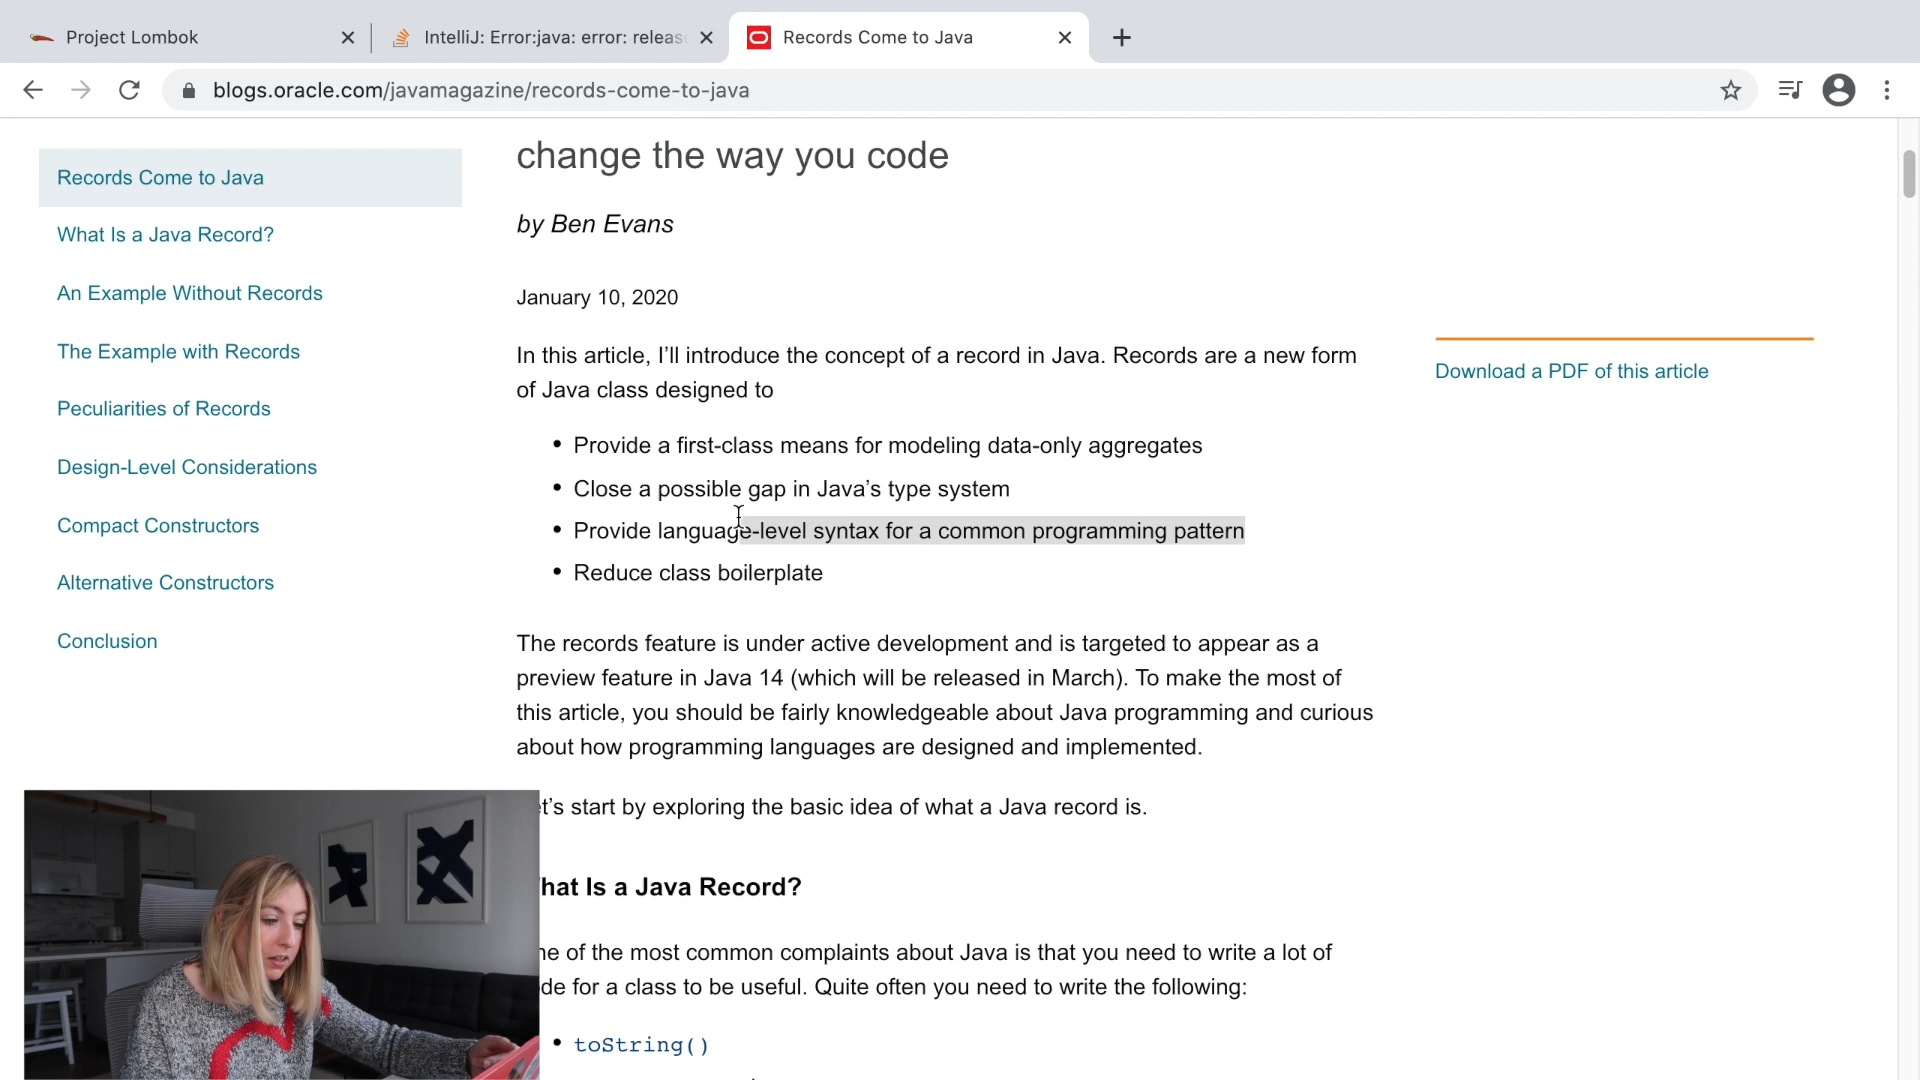 Project Lombok
IntelliJ: Error:java: error: releas
Records Come to Java
blogs.oracle.com/javamagazine/records-come-to-java
Records Come to Java
What Is a Java Record?
An Example Without Records
The Example with Records
Peculiarities of Records
Design-Level Considerations
Compact Constructors
Alternative Constructors
Conclusion
change the way you code
by Ben Evans
January 10, 2020
In this article, I’ll introduce the concept of a record in Java. Records are a new form
of Java class designed to
• Provide a first-class means for modeling data-only aggregates
• Close a possible gap in Java’s type system
• Provide language-level syntax for a common programming pattern
• Reduce class boilerplate
The records feature is under active development and is targeted to appear as a
preview feature in Java 14 (which will be released in March). To make the most of
this article, you should be fairly knowledgeable about Java programming and curious
about how programming languages are designed and implemented.
et’s start by exploring the basic idea of what a Java record is.
hat Is a Java Record?
ne of the most common complaints about Java is that you need to write a lot of
de for a class to be useful. Quite often you need to write the following:
• toString()
Download a PDF of this article